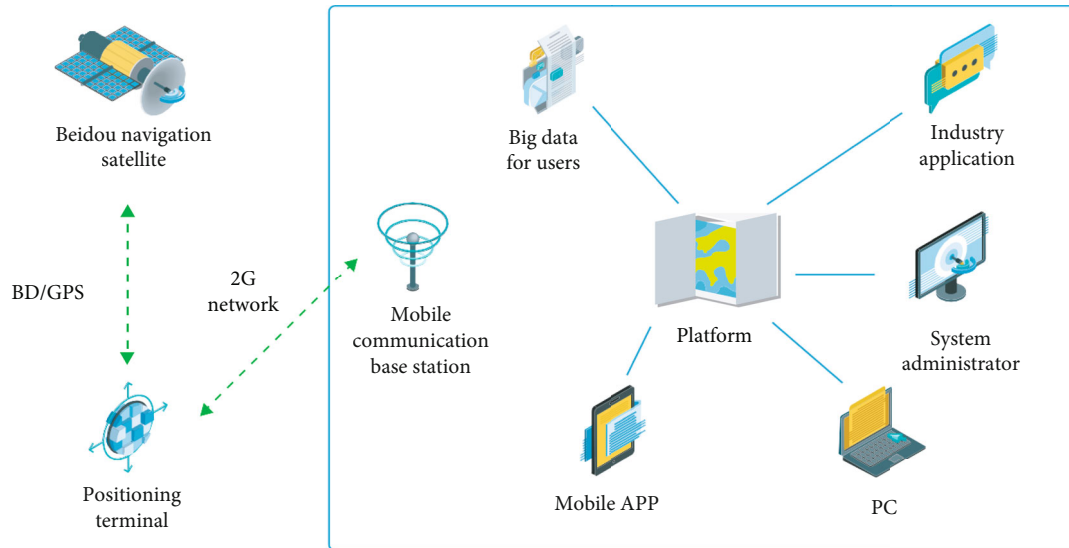 Beidou navigation
satellite
BD/GPS
2G
network
Positioning
terminal
Mobile
communication
base station
Big data
for users
Industry
application
Platform
System
administrator
Mobile APP
PC